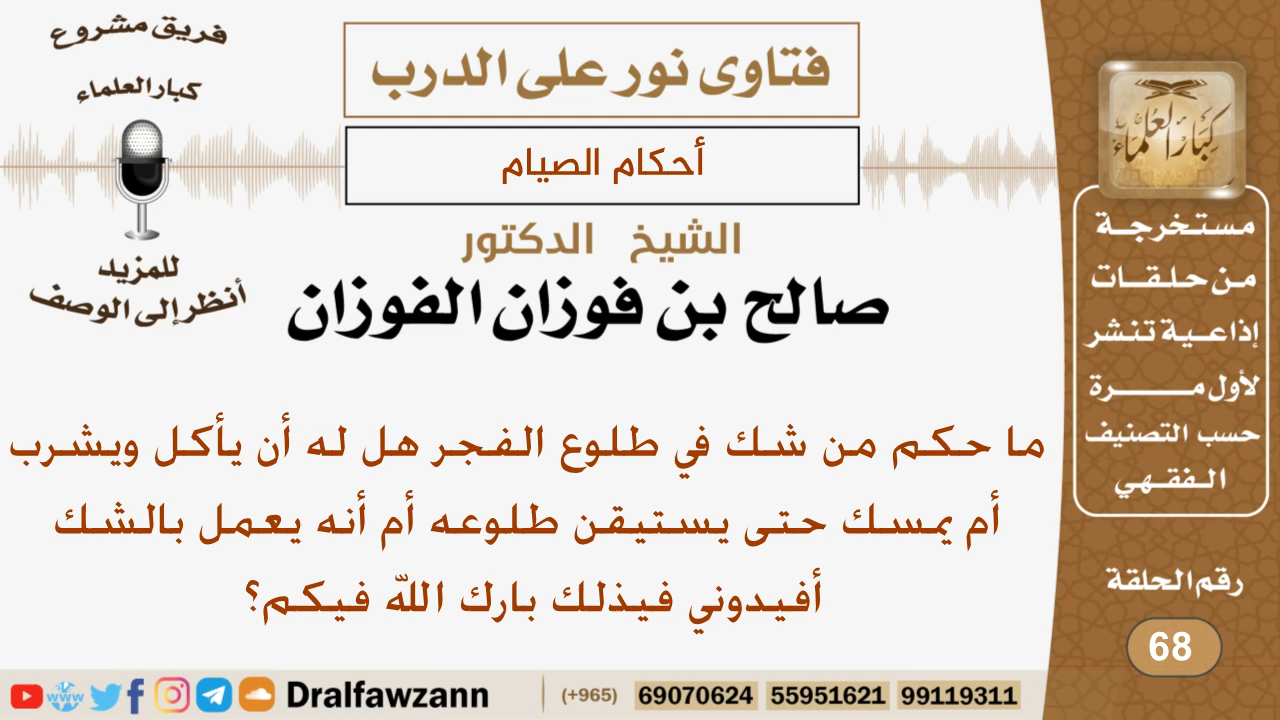 فريق مشروع
كبار العلماء
فتاوى نور على الدرب
أحكام الصيام
الشيخ الدكتور
صالح بن فوزان الفوزان
للمزيد
أنظر إلى الوصف
ما حكم من شك في طلوع الفجر هل له أن يأكل ويشرب
أم يمسك حتى يستيقن طلوعه أم أنه يعمل بالشك
أفيدوني فيذلك بارك الله فيكم؟
كبار العلماء
مستخرجة
من حلقات
إذاعية تنشر
لأول مرة
حسب التصنيف
الفقهي
رقم الحلقة
68
www
Dralfawzann (+965) 69070624 55951621 99119311